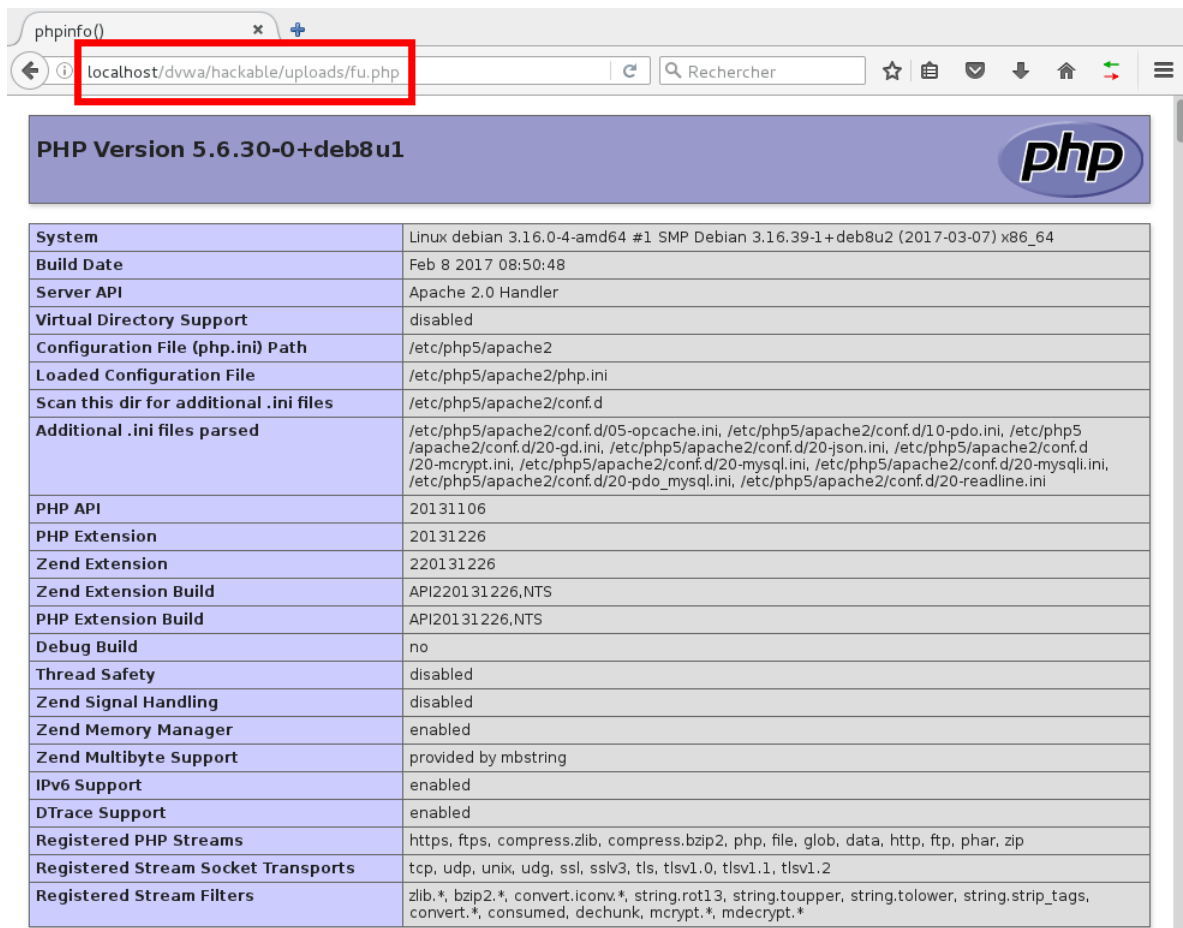 phpinfo()
localhost/dvwa/hackable/uploads/fu.php
Rechercher
PHP Version 5.6.30-0+deb8u1
php
System Linux debian 3.16.0-4-amd64 #1 SMP Debian 3.16.39-1+deb8u2 (2017-03-07) x86_64
Build Date Feb 8 2017 08:50:48
Server API Apache 2.0 Handler
Virtual Directory Support disabled
Configuration File (php.ini) Path /etc/php5/apache2
Loaded Configuration File /etc/php5/apache2/php.ini
Scan this dir for additional .ini files /etc/php5/apache2/conf.d
Additional .ini files parsed /etc/php5/apache2/conf.d/05-opcache.ini, /etc/php5/apache2/conf.d/10-pdo.ini, /etc/php5
/apache2/conf.d/20-gd.ini, /etc/php5/apache2/conf.d/20-json.ini, /etc/php5/apache2/conf.d
/20-mcrypt.ini, /etc/php5/apache2/conf.d/20-mysql.ini, /etc/php5/apache2/conf.d/20-mysqli.ini,
/etc/php5/apache2/conf.d/20-pdo_mysql.ini, /etc/php5/apache2/conf.d/20-readline.ini
PHP API 20131106
PHP Extension 20131226
Zend Extension 220131226
Zend Extension Build API220131226,NTS
PHP Extension Build API20131226,NTS
Debug Build no
Thread Safety disabled
Zend Signal Handling disabled
Zend Memory Manager enabled
Zend Multibyte Support provided by mbstring
IPv6 Support enabled
DTrace Support enabled
Registered PHP Streams https, ftps, compress.zlib, compress.bzip2, php, file, glob, data, http, ftp, phar, zip
Registered Stream Socket Transports tcp, udp, unix, udg, ssl, sslv3, tls, tlsv1.0, tlsv1.1, tlsv1.2
Registered Stream Filters zlib.*, bzip2.*, convert.iconv.*, string.rot13, string.toupper, string.tolower, string.strip_tags,
convert.*, consumed, dechunk, mcrypt.*, mdecrypt.*